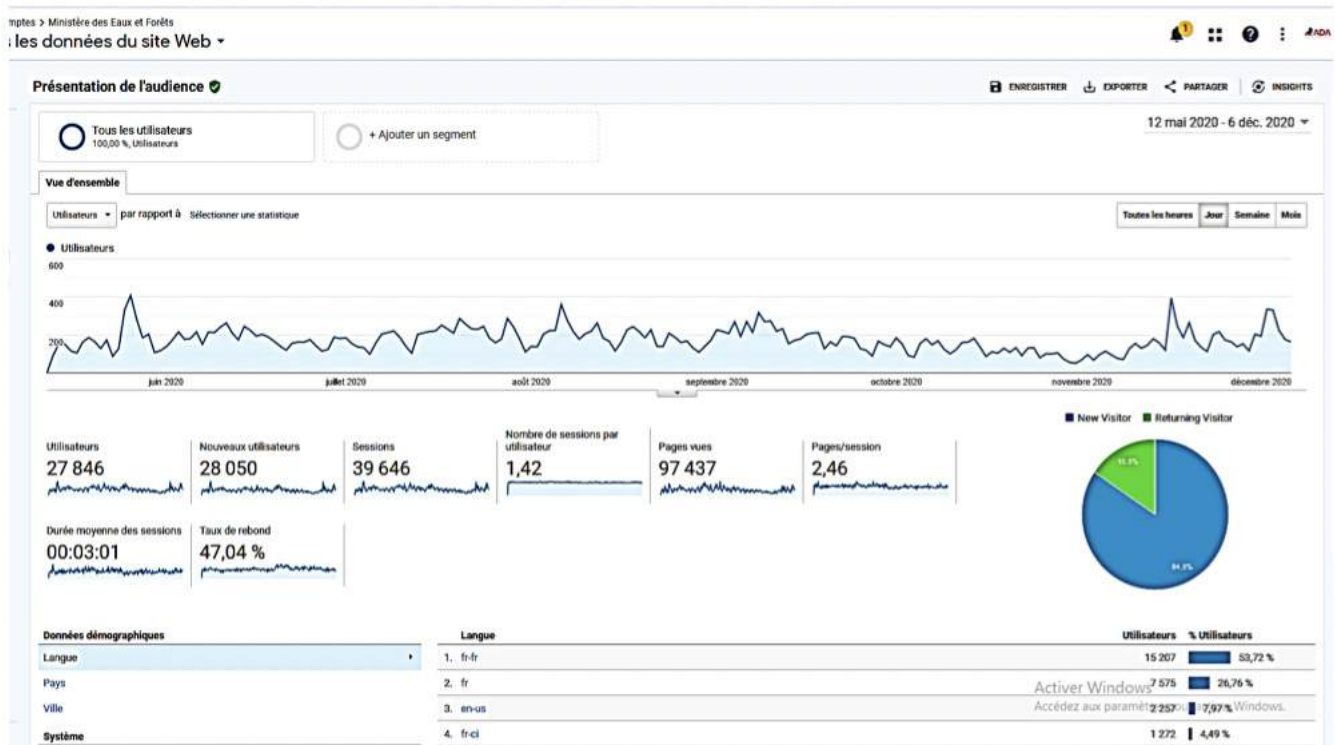 mptes > Ministère des Eaux et Forêts
les données du site Web
1
ADA
Présentation de l'audience
ENREGISTRER
EXPORTER
PARTAGER
INSIGHTS
Tous les utilisateurs
100,00 %, Utilisateurs
+ Ajouter un segment
12 mai 2020 - 6 déc. 2020
Vue d'ensemble
Utilisateurs par rapport à Sélectionner une statistique
Toutes les heures Jour Semaine Mois
Utilisateurs
600
400
200
juin 2020 juillet 2020 août 2020 septembre 2020 octobre 2020 novembre 2020 décembre 2020
New Visitor Returning Visitor
Utilisateurs
27 846
Nouveaux utilisateurs
28 050
Sessions
39 646
Nombre de sessions par
utilisateur
1,42
Pages vues
97 437
Pages/session
2,46
Durée moyenne des sessions
00:03:01
Taux de rebond
47,04 %
Données démographiques
Langue
Pays
Ville
Système
Langue Utilisateurs % Utilisateurs
1. fr-fr 15 207 53,72 %
2. fr 7 575 26,76 %
3. en-us 2 257 7,97 %
4. fr-ci 1 272 4,49 %
Activer Windows
Accédez aux Windows.